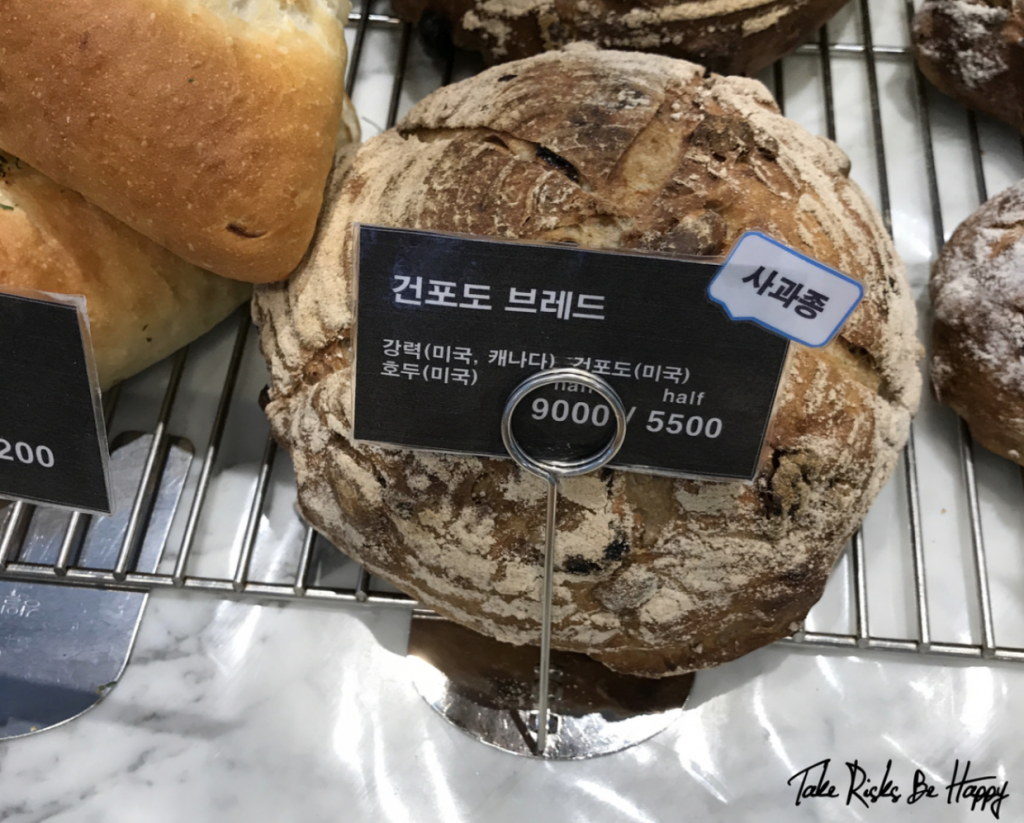 건포도 브레드
사과종
강력(미국, 캐나다) 건포도(미국)
호두(미국)
half half
9000 / 5500
200
Take Risks Be Happy